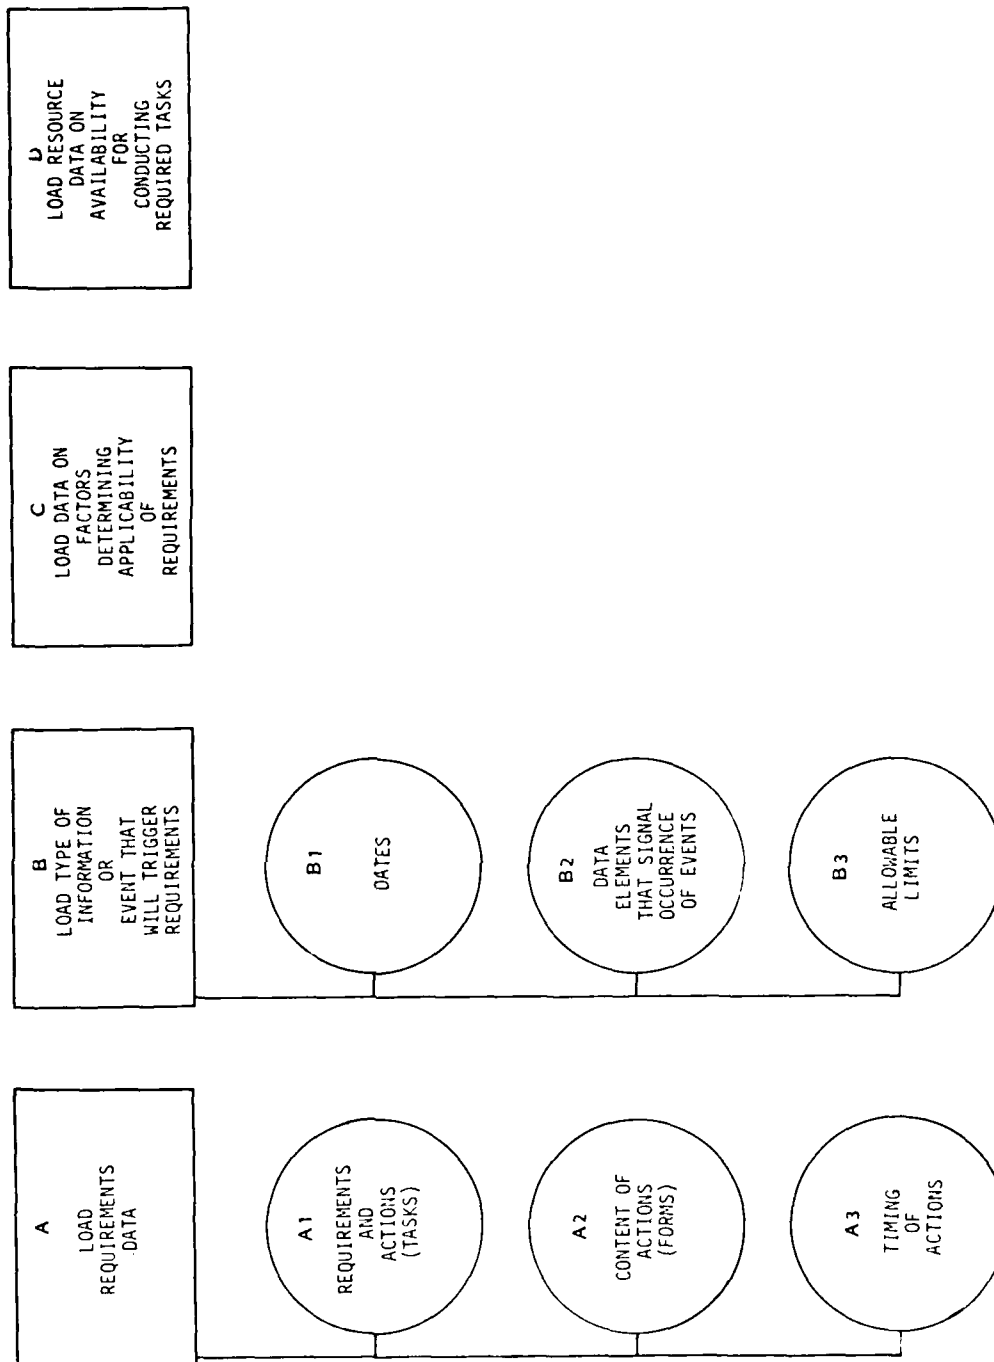 A
LOAD
REQUIREMENTS
DATA
A1
REQUIREMENTS
AND
ACTIONS
(TASKS)
A2
CONTENT OF
ACTIONS
(FORMS)
A3
TIMING
OF
ACTIONS
B
LOAD TYPE OF
INFORMATION
OR
EVENT THAT
WILL TRIGGER
REQUIREMENTS
B1
DATES
B2
DATA
ELEMENTS
THAT SIGNAL
OCCURRENCE
OF EVENTS
B3
ALLOWABLE
LIMITS
C
LOAD DATA ON
FACTORS
DETERMINING
APPLICABILITY
OF
REQUIREMENTS
D
LOAD RESOURCE
DATA ON
AVAILABILITY
FOR
CONDUCTING
REQUIRED TASKS